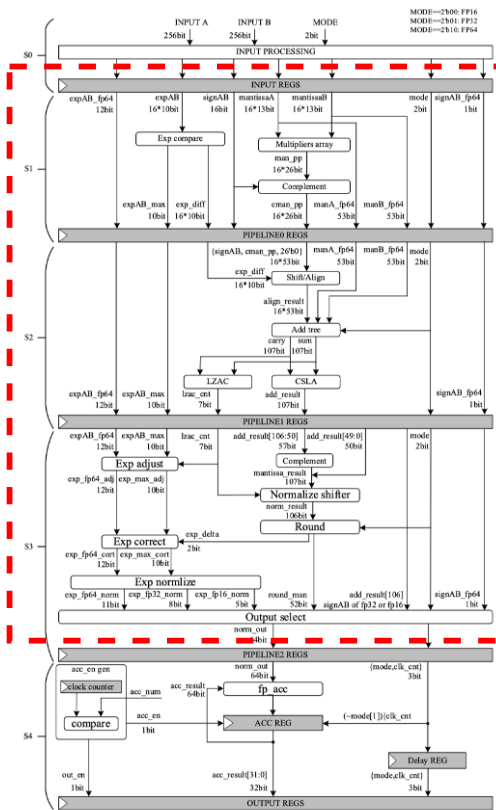 INPUT A
INPUT B
MODE
MODE==2'b00: FP16
MODE==2'b01: FP32
MODE==2'b10: FP64
256bit
256bit
2bit
S0
INPUT PROCESSING
INPUT REGS
expAB_fp64
12bit
expAB
16*10bit
signAB
16bit
mantissaA
16*13bit
mantissaB
16*13bit
mode
2bit
signAB_fp64
1bit
Exp compare
Multipliers array
man_pp
16*26bit
S1
Complement
expAB_max
10bit
exp_diff
16*10bit
cman_pp
16*26bit
manA_fp64
53bit
manB_fp64
53bit
PIPELINE0 REGS
{signAB, cman_pp, 26'b0}
16*53bit
manA_fp64
53bit
manB_fp64
53bit
mode
2bit
exp_diff
16*10bit
Shift/Align
align_result
16*53bit
S2
Add tree
carry
107bit
sum
107bit
LZAC
CSLA
expAB_fp64
12bit
expAB_max
10bit
lzac_cnt
7bit
add_result
107bit
signAB_fp64
1bit
PIPELINE1 REGS
expAB_fp64
12bit
expAB_max
10bit
lzac_cnt
7bit
add_result[106:50]
57bit
add_result[49:0]
50bit
mode
2bit
Exp adjust
Complement
mantissa_result
107bit
exp_fp64_adj
12bit
exp_max_adj
10bit
Normalize shifter
norm_result
106bit
Round
S3
Exp correct
exp_delta
2bit
exp_fp64_cort
12bit
exp_max_cort
10bit
Exp normlize
exp_fp64_norm
11bit
exp_fp32_norm
8bit
exp_fp16_norm
5bit
round_man
52bit
add_result[106]
signAB of fp32 or fp16
signAB_fp64
1bit
Output select
norm_out
64bit
PIPELINE2 REGS
acc_en gen
clock counter
acc_num
compare
acc_en
1bit
acc_result
64bit
norm_out
64bit
{mode,clk_cnt}
3bit
fp_acc
ACC REG
(~mode[1])|clk_cnt
S4
Delay REG
out_en
1bit
acc_result[31:0]
32bit
{mode,clk_cnt}
3bit
OUTPUT REGS